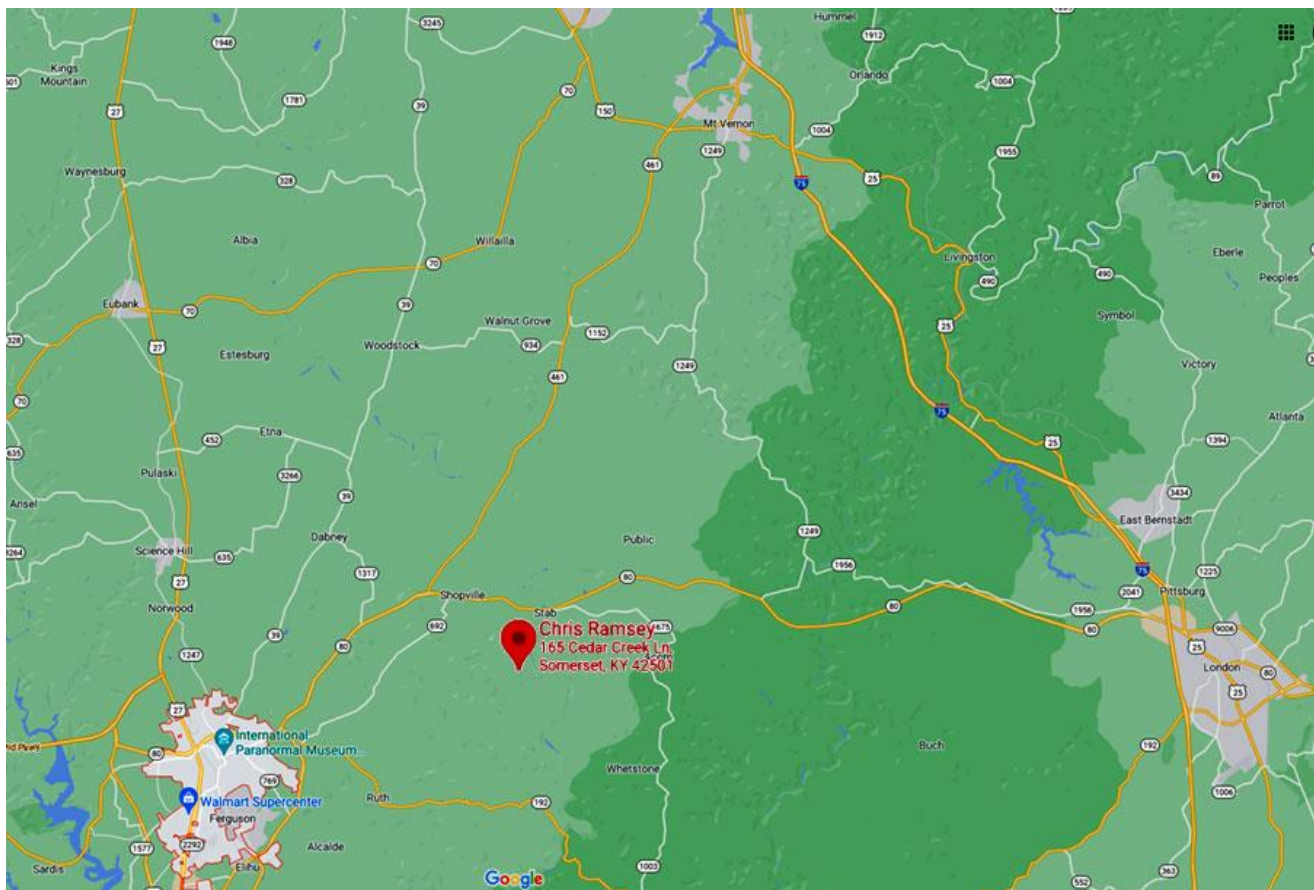 Hummel
3245
1948
1912
Kings
Mountain
Orlando
1004
70
1781
39
27
150
Mt Vernon
1004
1249
1955
461
Waynesburg
328
75
25
89
Parrot
Albia
Willailla
Eberle
70
Livingston
490
490
Peoples
Eubank
70
39
Symbol
Walnut Grove
1152
25
328
27
Estesburg
Woodstock
934
1249
Victory
461
70
75
Atlanta
Etna
452
25
1394
635
Pulaski
3266
39
3434
Ansel
East Bernstadt
1249
Dabney
Public
Science Hill
635
1956
75
1225
1317
80
27
Shopville
2041
Pittsburg
Norwood
Stab
80
1956
692
80
9006
Chris Ramsey
165 Cedar Creek Ln
Somerset, KY 42501
39
80
1247
25
London
80
27
25
International
Paranormal Museum...
80
192
Buch
Whetstone
769
Walmart Supercenter
Ruth
192
1006
Ferguson
2292
1577
Alcalde
Sardis
Elihu
1003
363
552
Google